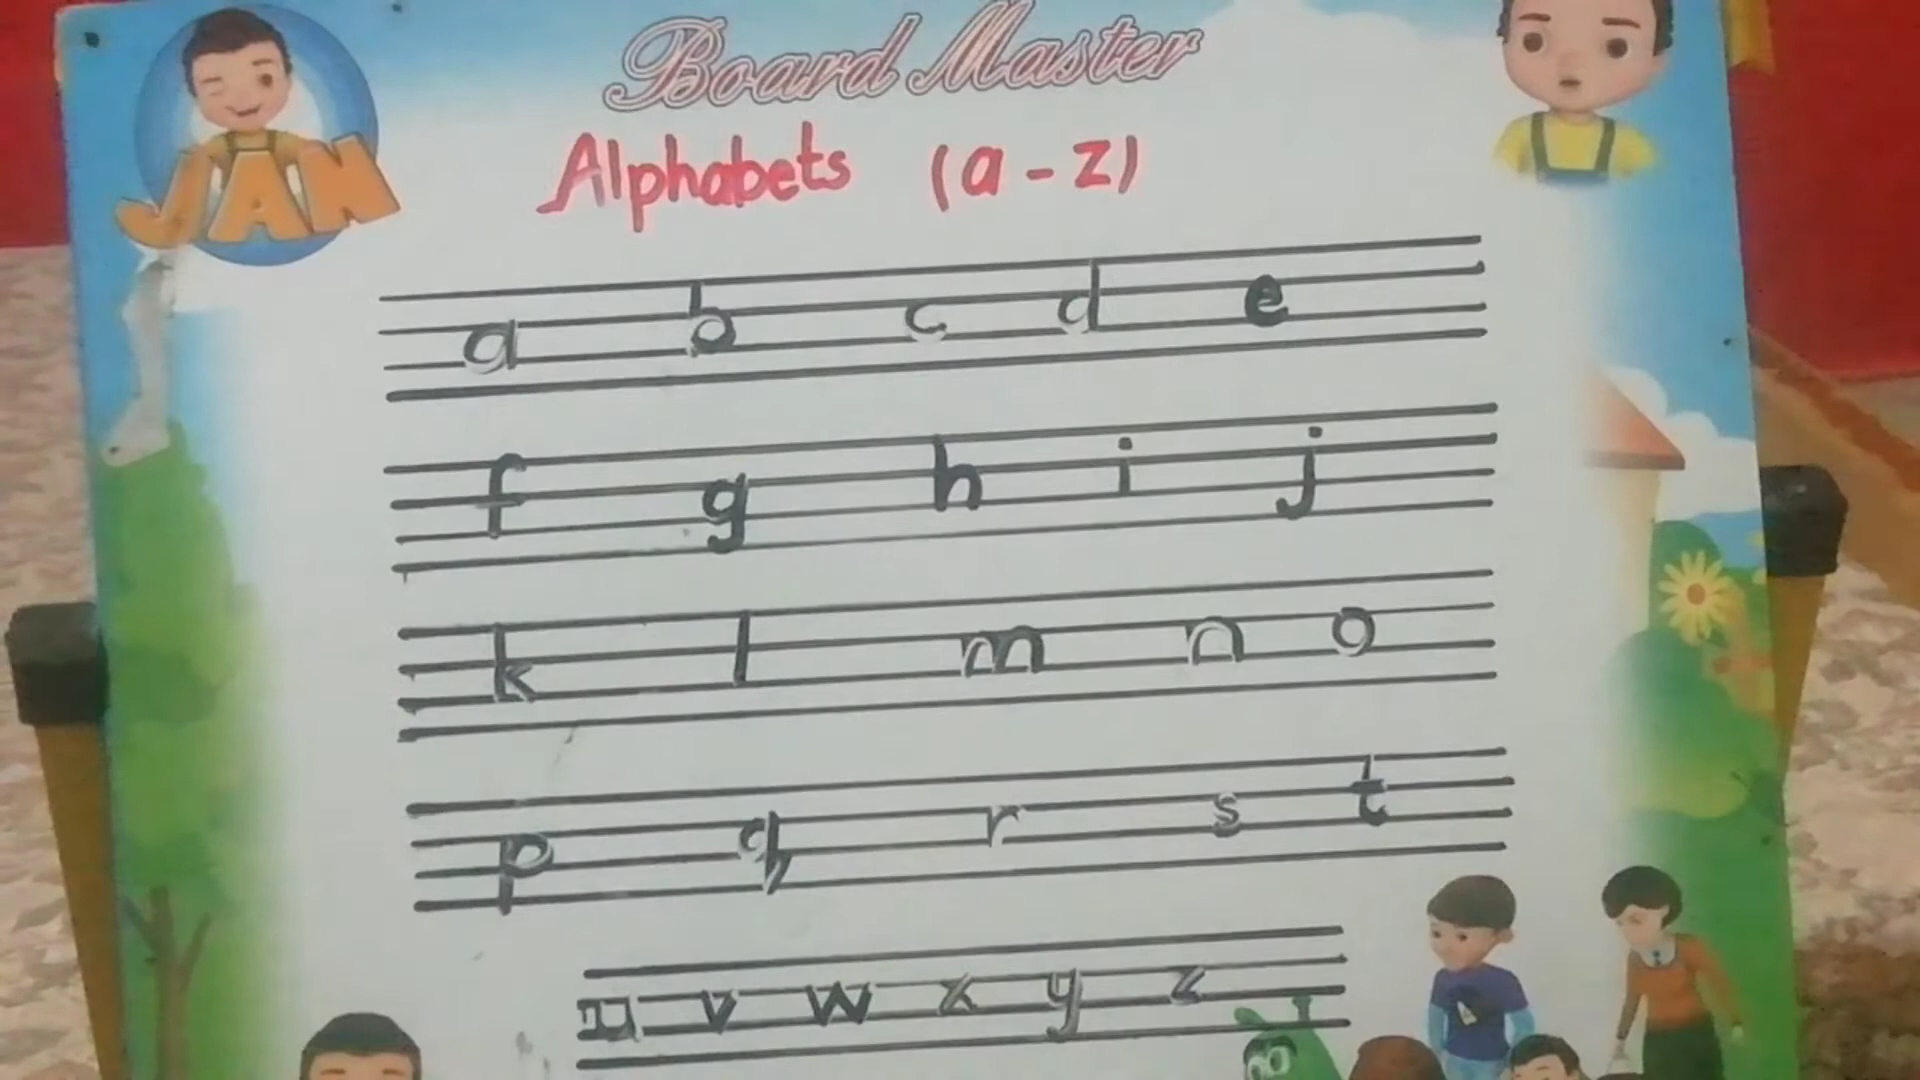 Board Master
JAN
Alphabets (a-z)
a b c d e
f g h i j
k l m n o
p q r s t
u v w x y z